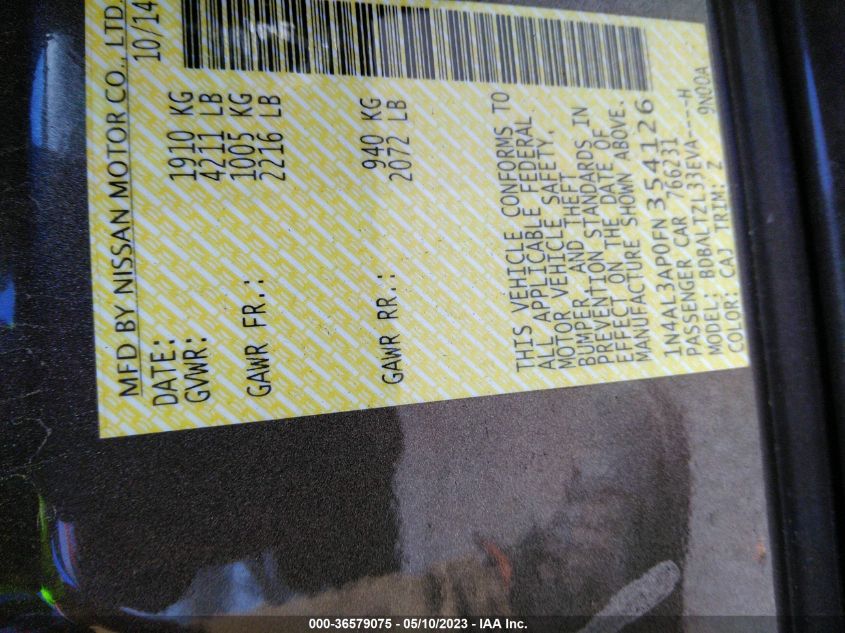 MFD BY NISSAN MOTOR CO., LTD.
DATE: 10/14
GVWR: 1910 KG
4211 LB
GAWR FR.: 1005 KG
2216 LB
GAWR RR.: 940 KG
2072 LB
THIS VEHICLE CONFORMS TO
ALL APPLICABLE FEDERAL
MOTOR VEHICLE SAFETY,
BUMPER, AND THEFT
PREVENTION STANDARDS IN
EFFECT ON THE DATE OF
MANUFACTURE SHOWN ABOVE.
1N4AL3AP0FN 354126
PASSENGER CAR 766231
MODEL: BDBALTZL33EVA----H
COLOR: CAJ TRIM: Z 9N00A
000-36579075 - 05/10/2023 - IAA Inc.